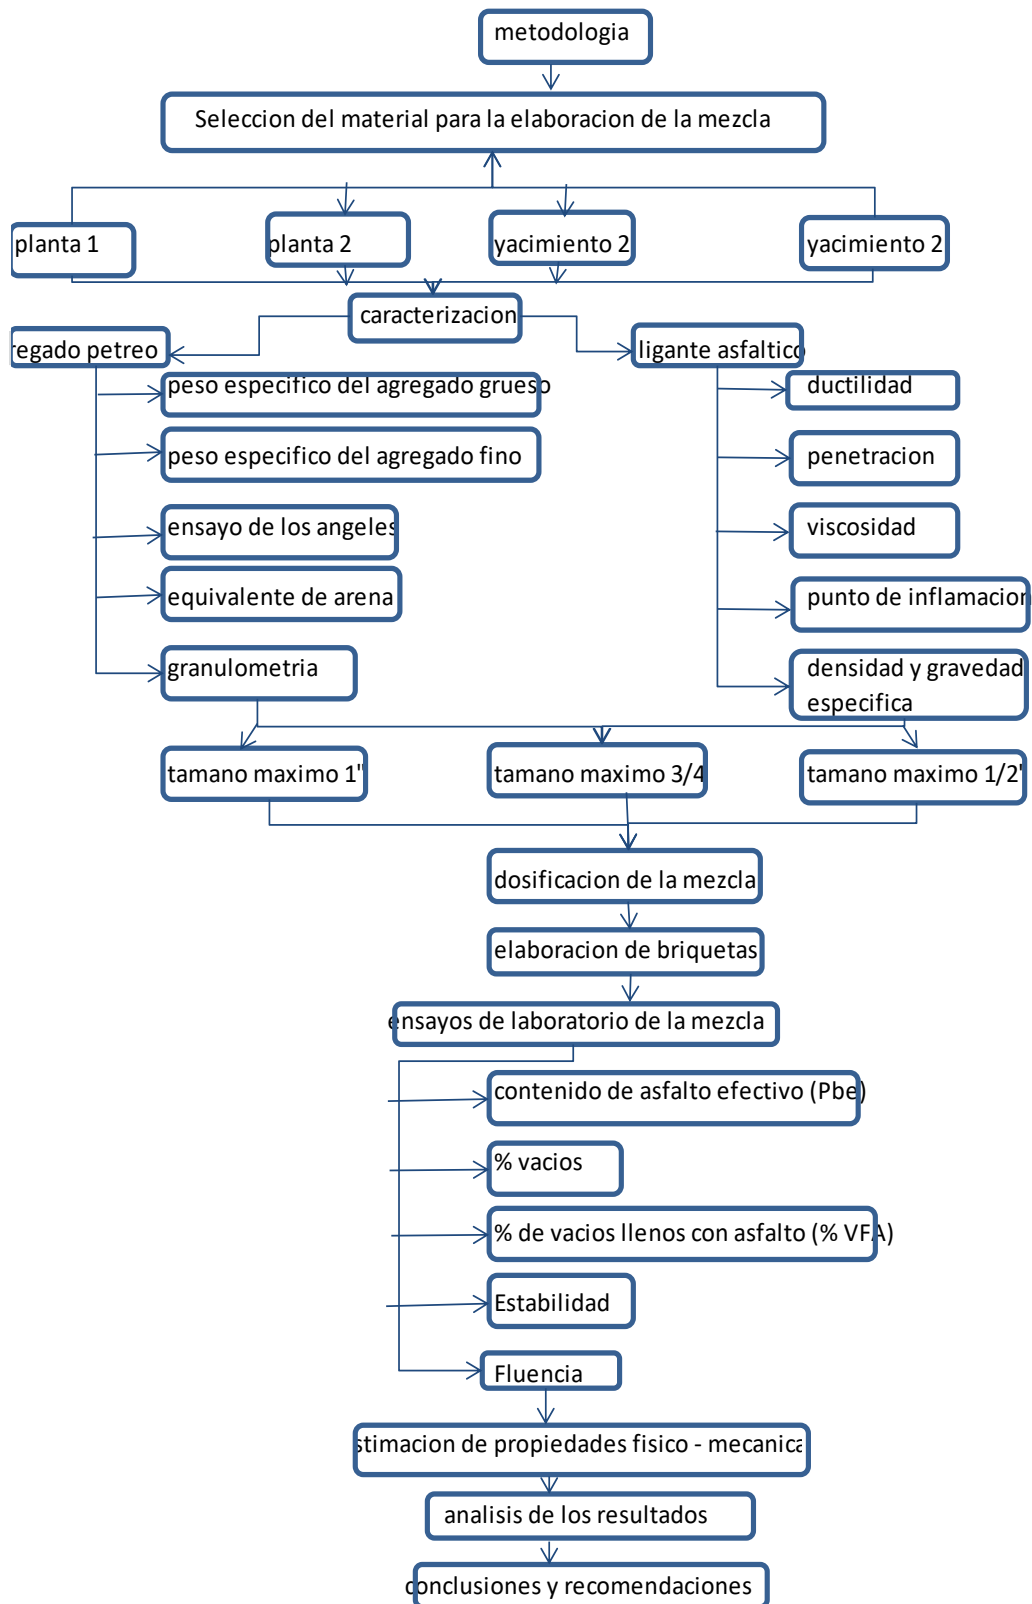 metodologia
Seleccion del material para la elaboracion de la mezcla
planta 1
planta 2
yacimiento 2
yacimiento 2
caracterizacion
regado petreo
ligante asfaltico
peso especifico del agregado grueso
ductilidad
peso especifico del agregado fino
penetracion
ensayo de los angeles
viscosidad
equivalente de arena
punto de inflamacion
granulometria
densidad y gravedad
especifica
tamano maximo 1"
tamano maximo 3/4
tamano maximo 1/2'
dosificacion de la mezcla
elaboracion de briquetas
ensayos de laboratorio de la mezcla
contenido de asfalto efectivo (Pbe)
% vacios
% de vacios llenos con asfalto (% VFA)
Estabilidad
Fluencia
stimacion de propiedades fisico - mecanica
analisis de los resultados
conclusiones y recomendaciones